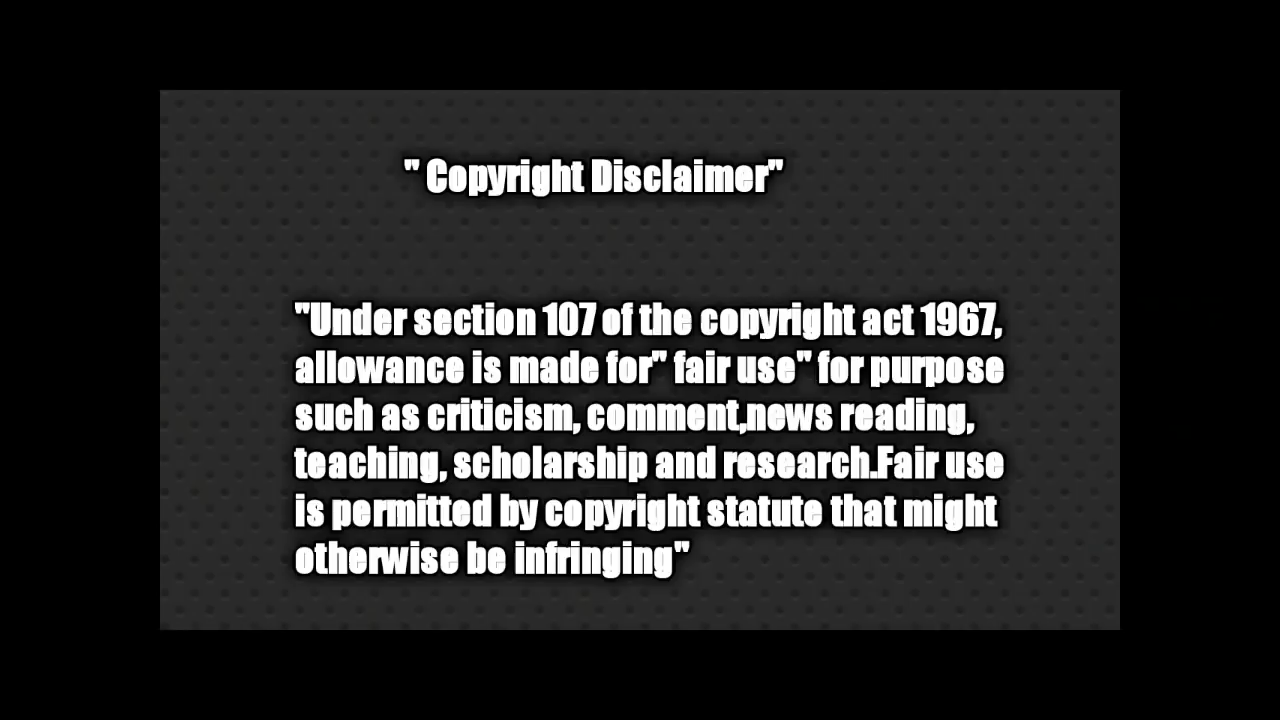 " Copyright Disclaimer"
"Under section 107 of the copyright act 1967,
allowance is made for" fair use" for purpose
such as criticism, comment,news reading,
teaching, scholarship and research.Fair use
is permitted by copyright statute that might
otherwise be infringing"